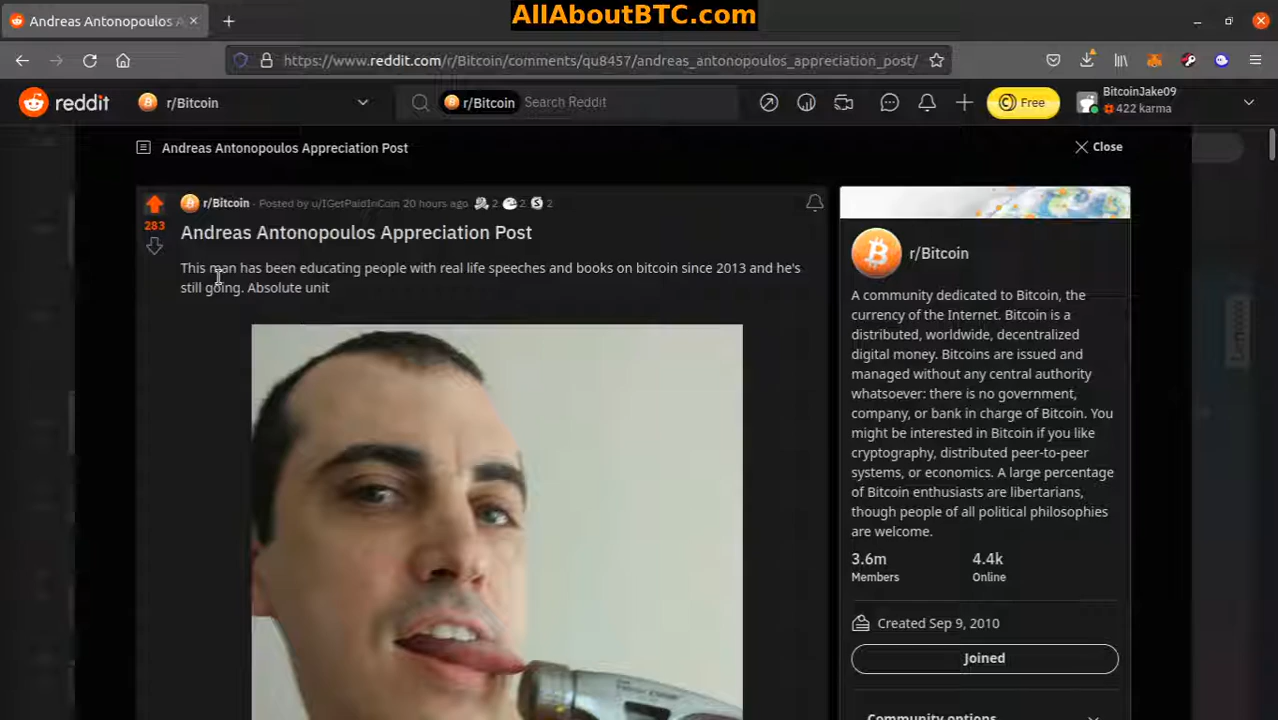 AllAboutBTC.com
Andreas Antonopoulos A
https://www.reddit.com/r/Bitcoin/comments/qu8457/andreas_antonopoulos_appreciation_post/
reddit
r/Bitcoin
r/Bitcoin
Search Reddit
Free
BitcoinJake09
422 karma
Andreas Antonopoulos Appreciation Post
Close
283
r/Bitcoin · Posted by u/IGetPaidInCoin 20 hours ago 2 2 2
Andreas Antonopoulos Appreciation Post
This man has been educating people with real life speeches and books on bitcoin since 2013 and he's
still going. Absolute unit
r/Bitcoin
A community dedicated to Bitcoin, the
currency of the Internet. Bitcoin is a
distributed, worldwide, decentralized
digital money. Bitcoins are issued and
managed without any central authority
whatsoever: there is no government,
company, or bank in charge of Bitcoin. You
might be interested in Bitcoin if you like
cryptography, distributed peer-to-peer
systems, or economics. A large percentage
of Bitcoin enthusiasts are libertarians,
though people of all political philosophies
are welcome.
3.6m
Members
4.4k
Online
Created Sep 9, 2010
Joined
Community options